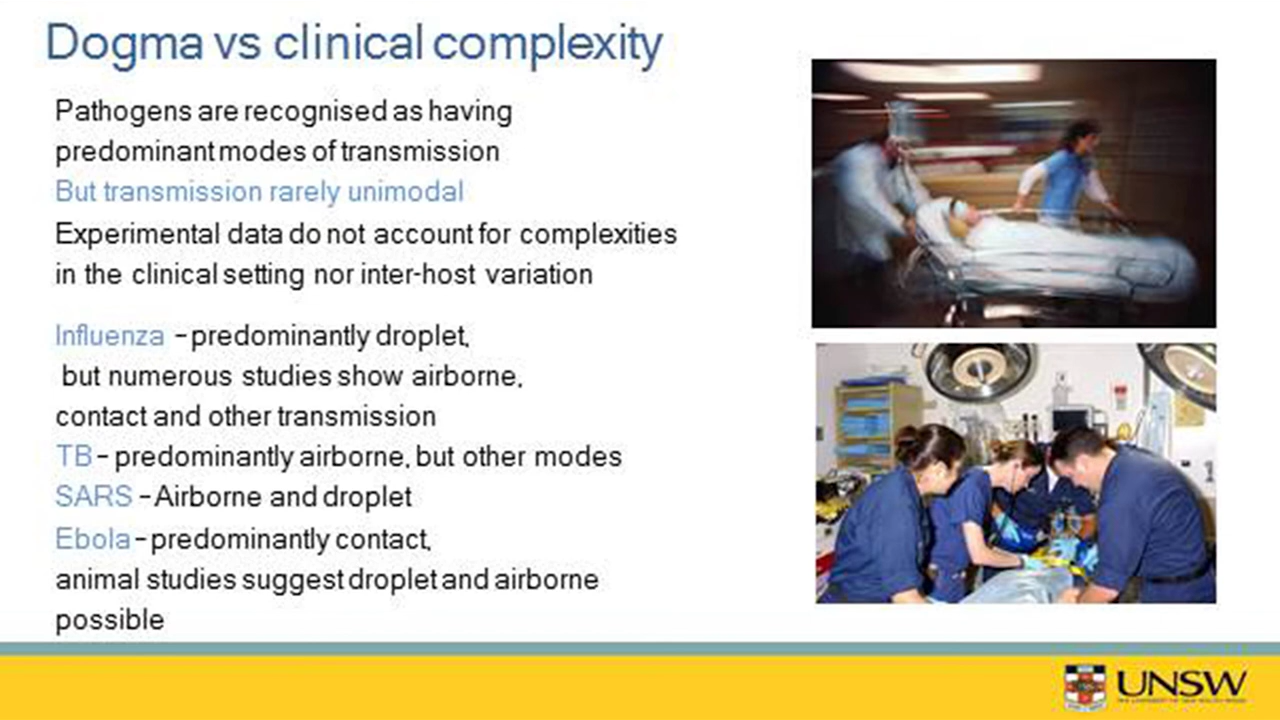 Dogma vs clinical complexity
Pathogens are recognised as having
predominant modes of transmission
But transmission rarely unimodal
Experimental data do not account for complexities
in the clinical setting nor inter-host variation
Influenza – predominantly droplet,
but numerous studies show airborne,
contact and other transmission
TB – predominantly airborne, but other modes
SARS – Airborne and droplet
Ebola – predominantly contact,
animal studies suggest droplet and airborne
possible
UNSW